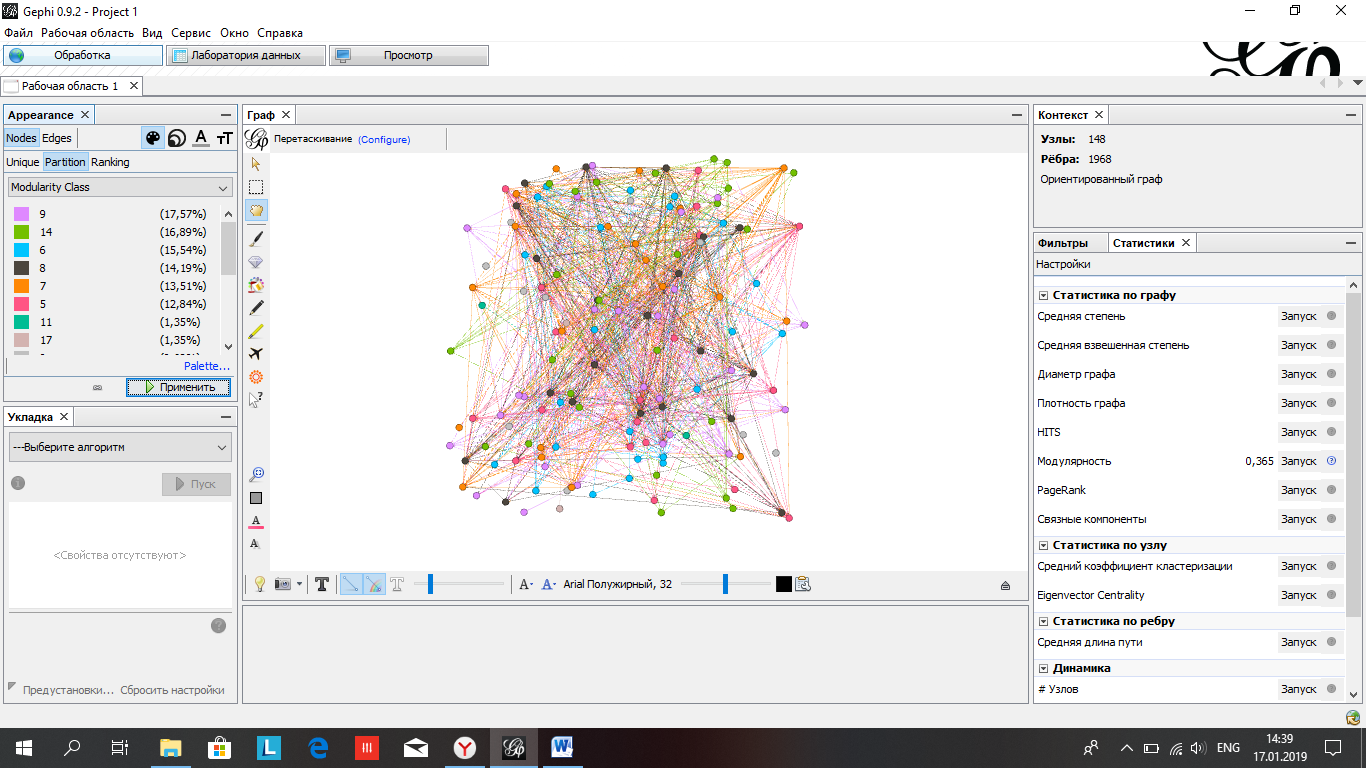 Gephi 0.9.2 - Project 1
Файл Рабочая область Вид Сервис Окно Справка
Обработка Лаборатория данных Просмотр
Рабочая область 1
Appearance
Nodes Edges
Unique Partition Ranking
Modularity Class
9 (17,57%)
14 (16,89%)
6 (15,54%)
8 (14,19%)
7 (13,51%)
5 (12,84%)
11 (1,35%)
17 (1,35%)
Palette...
Применить
Укладка
---Выберите алгоритм
Пуск
<Свойства отсутствуют>
Предустановки... Сбросить настройки
Граф
Перетаскивание (Configure)
Arial Полужирный, 32
Контекст
Узлы: 148
Рёбра: 1968
Ориентированный граф
Фильтры Статистики
Настройки
Статистика по графу
Средняя степень Запуск
Средняя взвешенная степень Запуск
Диаметр графа Запуск
Плотность графа Запуск
HITS Запуск
Модулярность 0,365 Запуск
PageRank Запуск
Связные компоненты Запуск
Статистика по узлу
Средний коэффициент кластеризации Запуск
Eigenvector Centrality Запуск
Статистика по ребру
Средняя длина пути Запуск
Динамика
# Узлов Запуск
ENG
14:39
17.01.2019